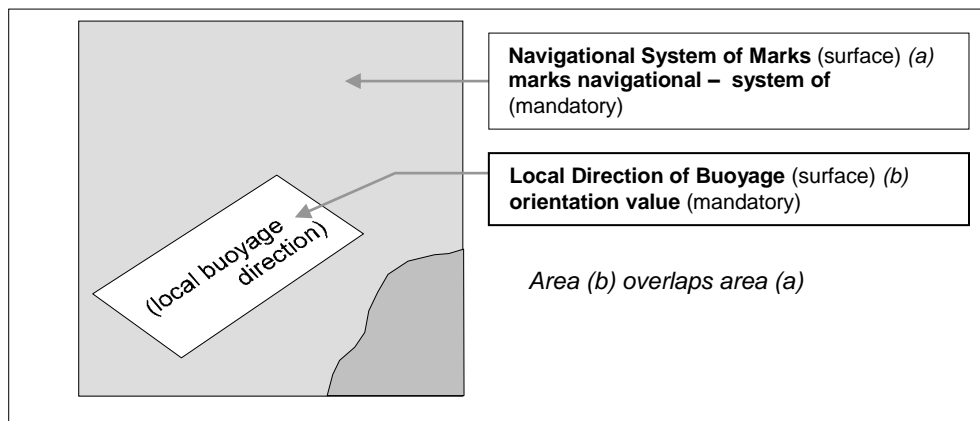 Navigational System of Marks (surface) (a)
marks navigational – system of
(mandatory)
Local Direction of Buoyage (surface) (b)
orientation value (mandatory)
(local buoyage
direction)
Area (b) overlaps area (a)